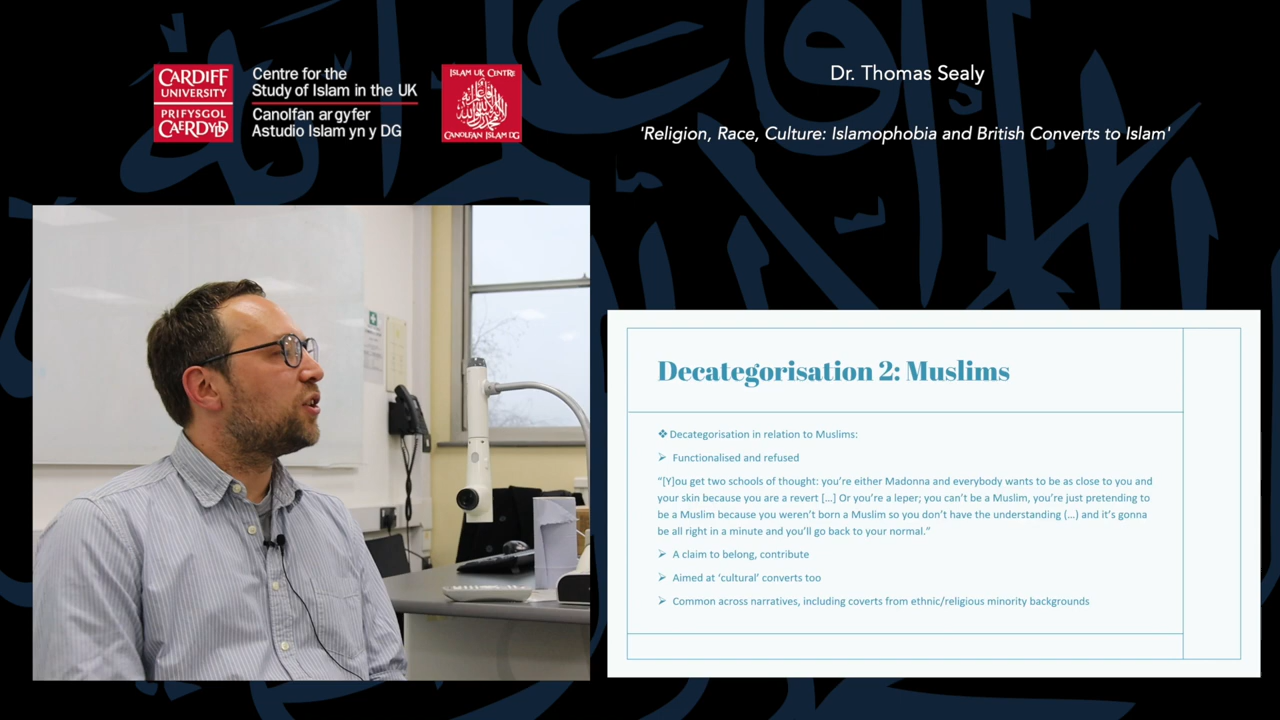 CARDIFF
UNIVERSITY
PRIFYSGOL
CAERDYDD
Centre for the
Study of Islam in the UK
Canolfan ar gyfer
Astudio Islam yn y DG
ISLAM UK CENTRE
CANOLFAN ISLAM DG
Dr. Thomas Sealy
'Religion, Race, Culture: Islamophobia and British Converts to Islam'
Decategorisation 2: Muslims
❖ Decategorisation in relation to Muslims:
➢ Functionalised and refused
“[Y]ou get two schools of thought: you’re either Madonna and everybody wants to be as close to you and
your skin because you are a revert […] Or you’re a leper; you can’t be a Muslim, you’re just pretending to
be a Muslim because you weren’t born a Muslim so you don’t have the understanding (…) and it’s gonna
be all right in a minute and you’ll go back to your normal.”
➢ A claim to belong, contribute
➢ Aimed at ‘cultural’ converts too
➢ Common across narratives, including coverts from ethnic/religious minority backgrounds